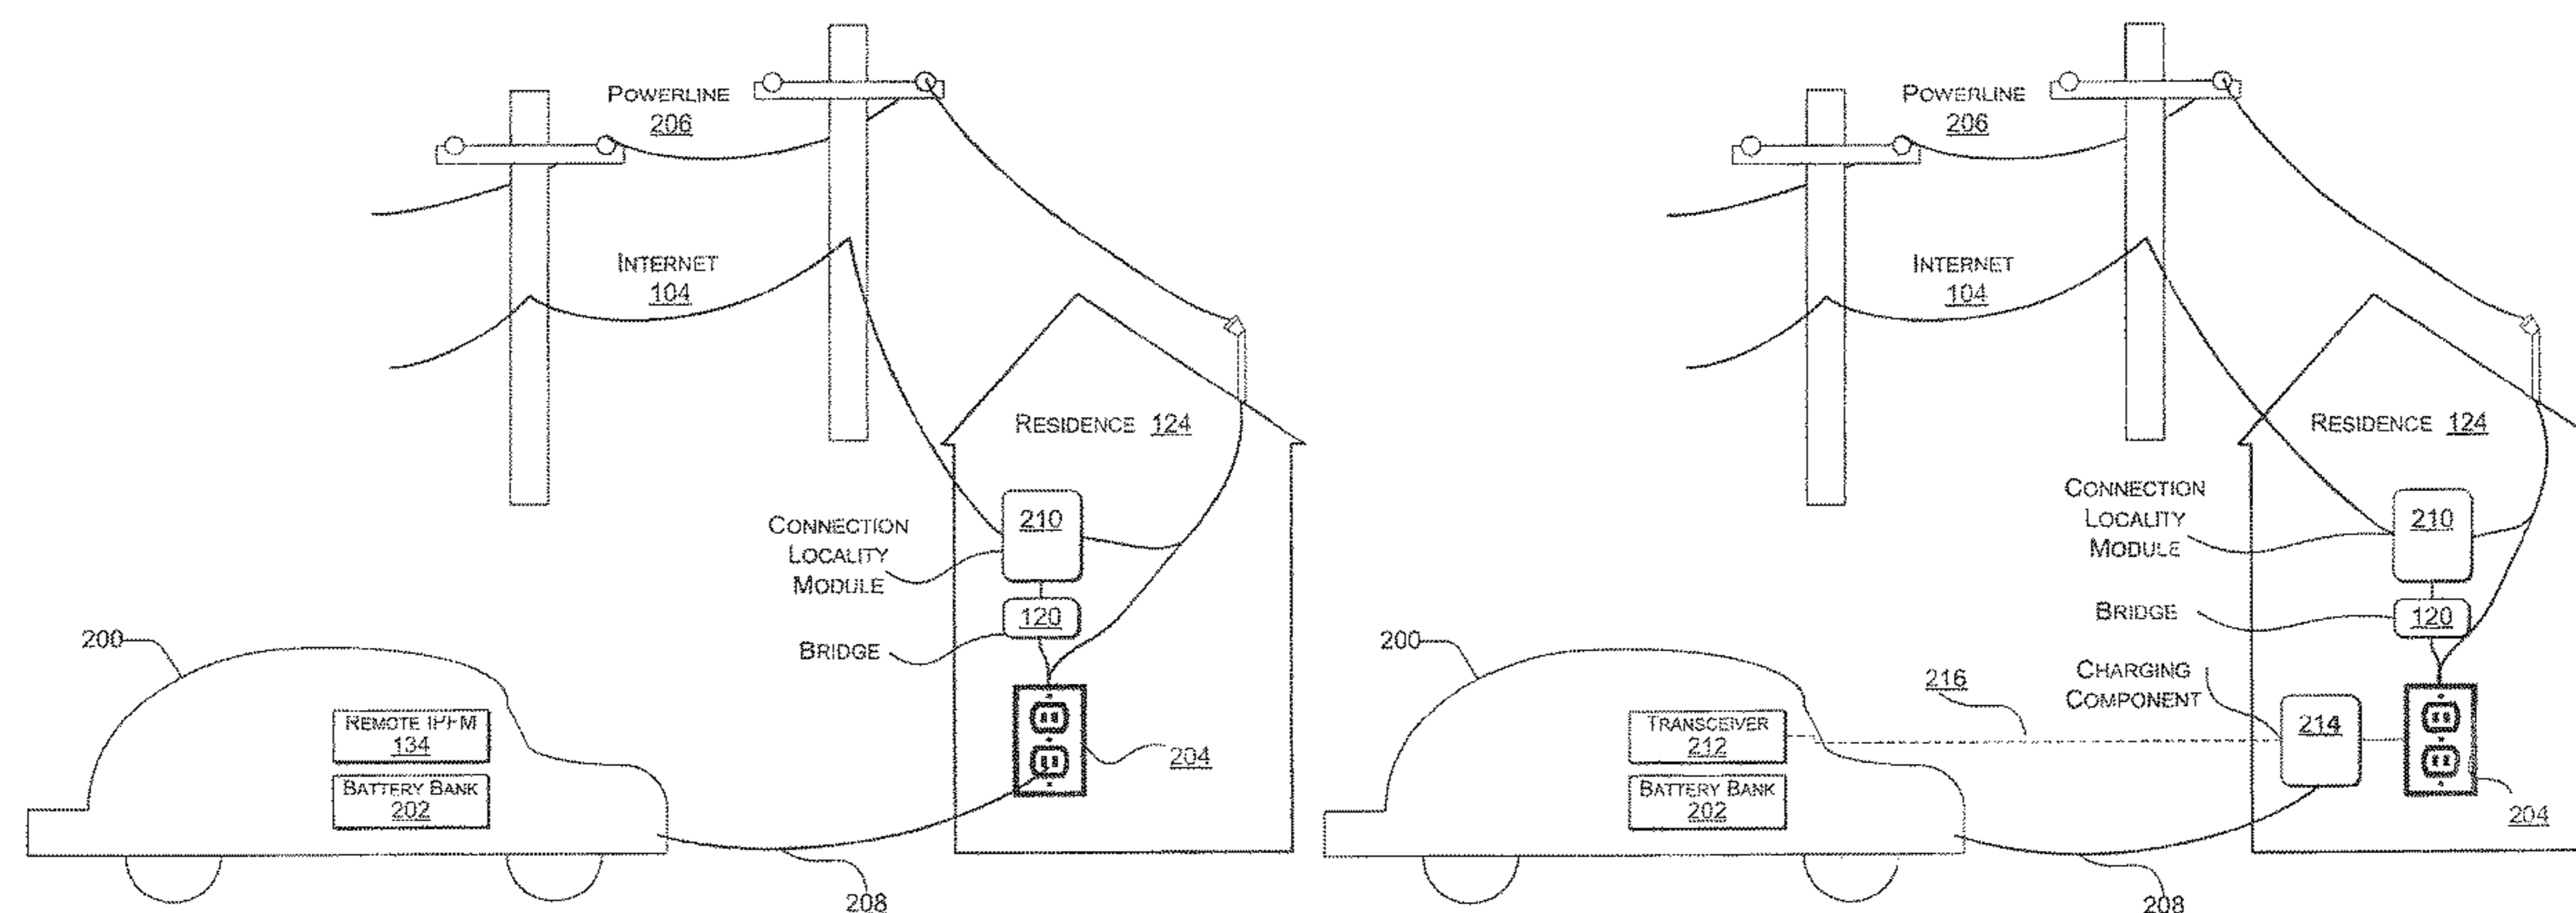 POWERLINE
206
INTERNET
104
RESIDENCE 124
CONNECTION
LOCALITY
MODULE
210
120
BRIDGE
200
REMOTE IPFM
134
BATTERY BANK
202
204
208
POWERLINE
206
INTERNET
104
RESIDENCE 124
CONNECTION
LOCALITY
MODULE
210
BRIDGE
120
CHARGING
COMPONENT
200
216
TRANSCEIVER
212
BATTERY BANK
202
214
204
208